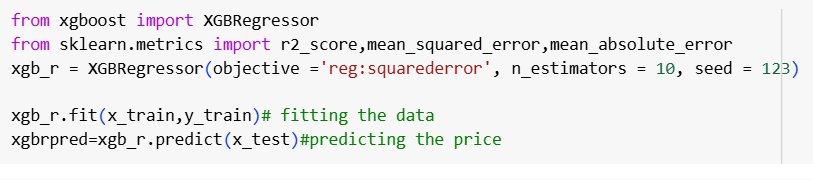 from xgboost import XGBRegressor
from sklearn.metrics import r2_score,mean_squared_error,mean_absolute_error
xgb_r = XGBRegressor(objective ='reg:squarederror', n_estimators = 10, seed = 123)
xgb_r.fit(x_train,y_train)# fitting the data
xgbrpred=xgb_r.predict(x_test)#predicting the price